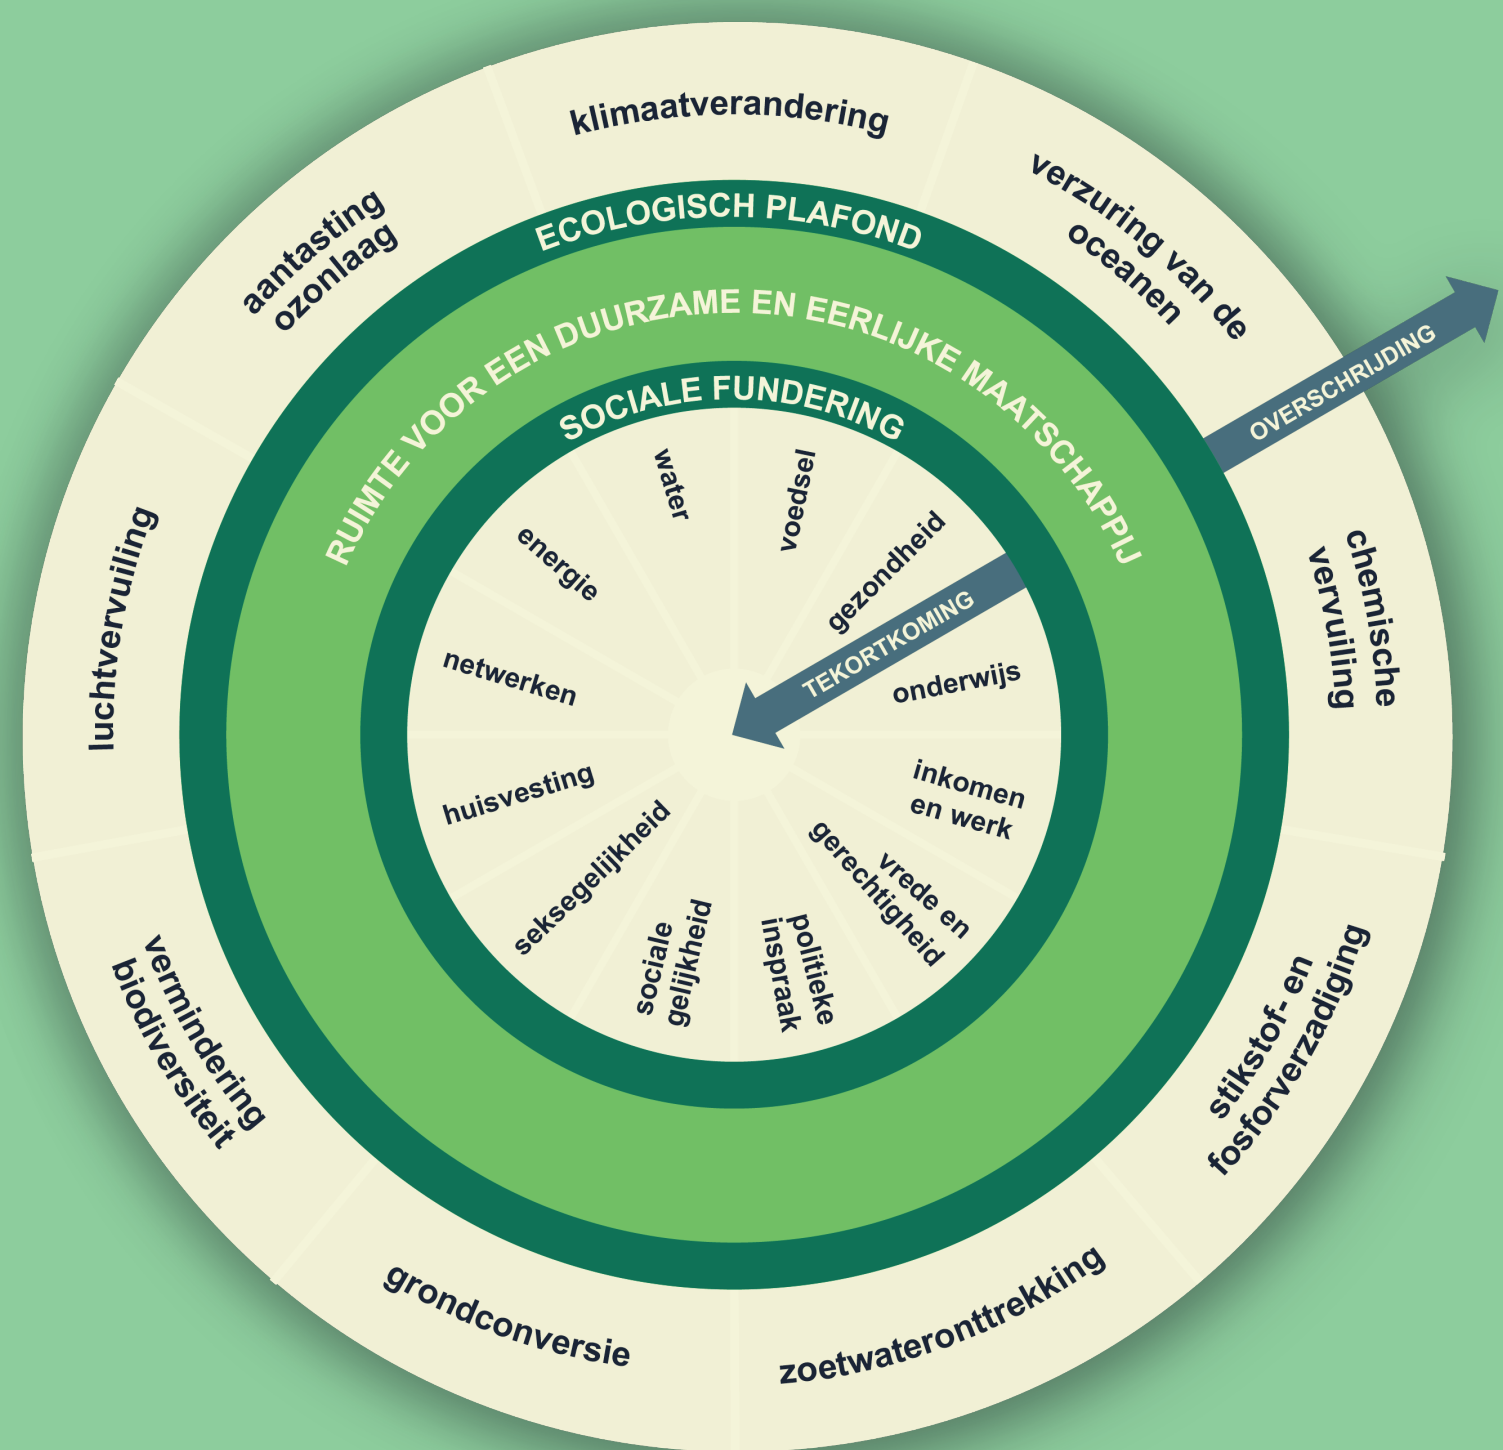 klimaatverandering
verzuring van de
oceanen
OVERSCHRIJDING
chemische
vervuiling
stikstof- en
fosforverzadiging
zoetwateronttrekking
grondconversie
vermindering
biodiversiteit
luchtvervuiling
aantasting
ozonlaag
ECOLOGISCH PLAFOND
RUIMTE VOOR EEN DUURZAME EN EERLIJKE MAATSCHAPPIJ
SOCIALE FUNDERING
water
voedsel
gezondheid
TEKORTKOMING
onderwijs
inkomen
en werk
vrede en
gerechtigheid
politieke
inspraak
sociale
gelijkheid
seksegelijkheid
huisvesting
netwerken
energie